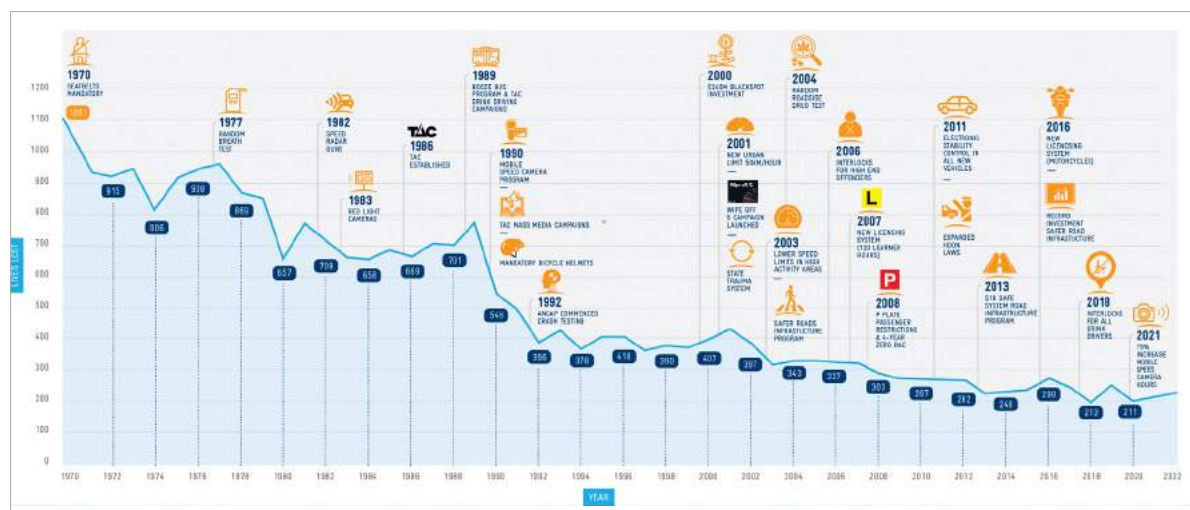 1970
SEATBELTS
MANDATORY
1977
RANDOM
BREATH
TEST
1982
SPEED
RADAR
GUNS
1983
RED LIGHT
CAMERAS
TAC
1986
TAC
ESTABLISHED
1989
BOOZE BUS
PROGRAM & TAC
DRINK DRIVING
CAMPAIGNS
1990
MOBILE
SPEED CAMERA
PROGRAM
TAC MASS MEDIA CAMPAIGNS
MANDATORY BICYCLE HELMETS
1992
ANCAP COMMENCED
CRASH TESTING
2000
$240M BLACKSPOT
INVESTMENT
2001
NEW URBAN
LIMIT 50KM/HOUR
WIPE OFF
5 CAMPAIGN
LAUNCHED
STATE
TRAUMA
SYSTEM
2003
LOWER SPEED
LIMITS IN HIGH
ACTIVITY AREAS
SAFER ROADS
INFRASTUCTURE
PROGRAM
2004
RANDOM
ROADSIDE
DRUG TEST
2006
INTERLOCKS
FOR HIGH END
OFFENDERS
L
2007
NEW LICENSING
SYSTEM
(120 LEARNER
HOURS)
P
2008
P PLATE
PASSENGER
RESTRICTIONS
& 4-YEAR
ZERO BAC
2011
ELECTRONIC
STABILITY
CONTROL IN
ALL NEW
VEHICLES
EXPANDED
HOON
LAWS
2013
SAFE
SYSTEM ROAD
INFRASTRUCTURE
PROGRAM
2016
NEW
LICENSING
SYSTEM
(MOTORCYCLES)
RECORD
INVESTMENT
SAFER ROAD
INFRASTUCTURE
2018
INTERLOCKS
FOR ALL
DRINK
DRIVERS
2021
75%
INCREASE
MOBILE
SPEED
CAMERA
HOURS
1200
1100
1000
900
800
700
600
500
400
300
200
100
0
LIVES LOST
1061
915
806
938
869
657
709
658
669
701
548
396
378
418
390
407
397
343
337
303
287
282
248
290
213
211
1970 1972 1974 1976 1978 1980 1982 1984 1986 1988 1990 1992 1994 1996 1998 2000 2002 2004 2006 2008 2010 2012 2014 2016 2018 2020 2022
YEAR